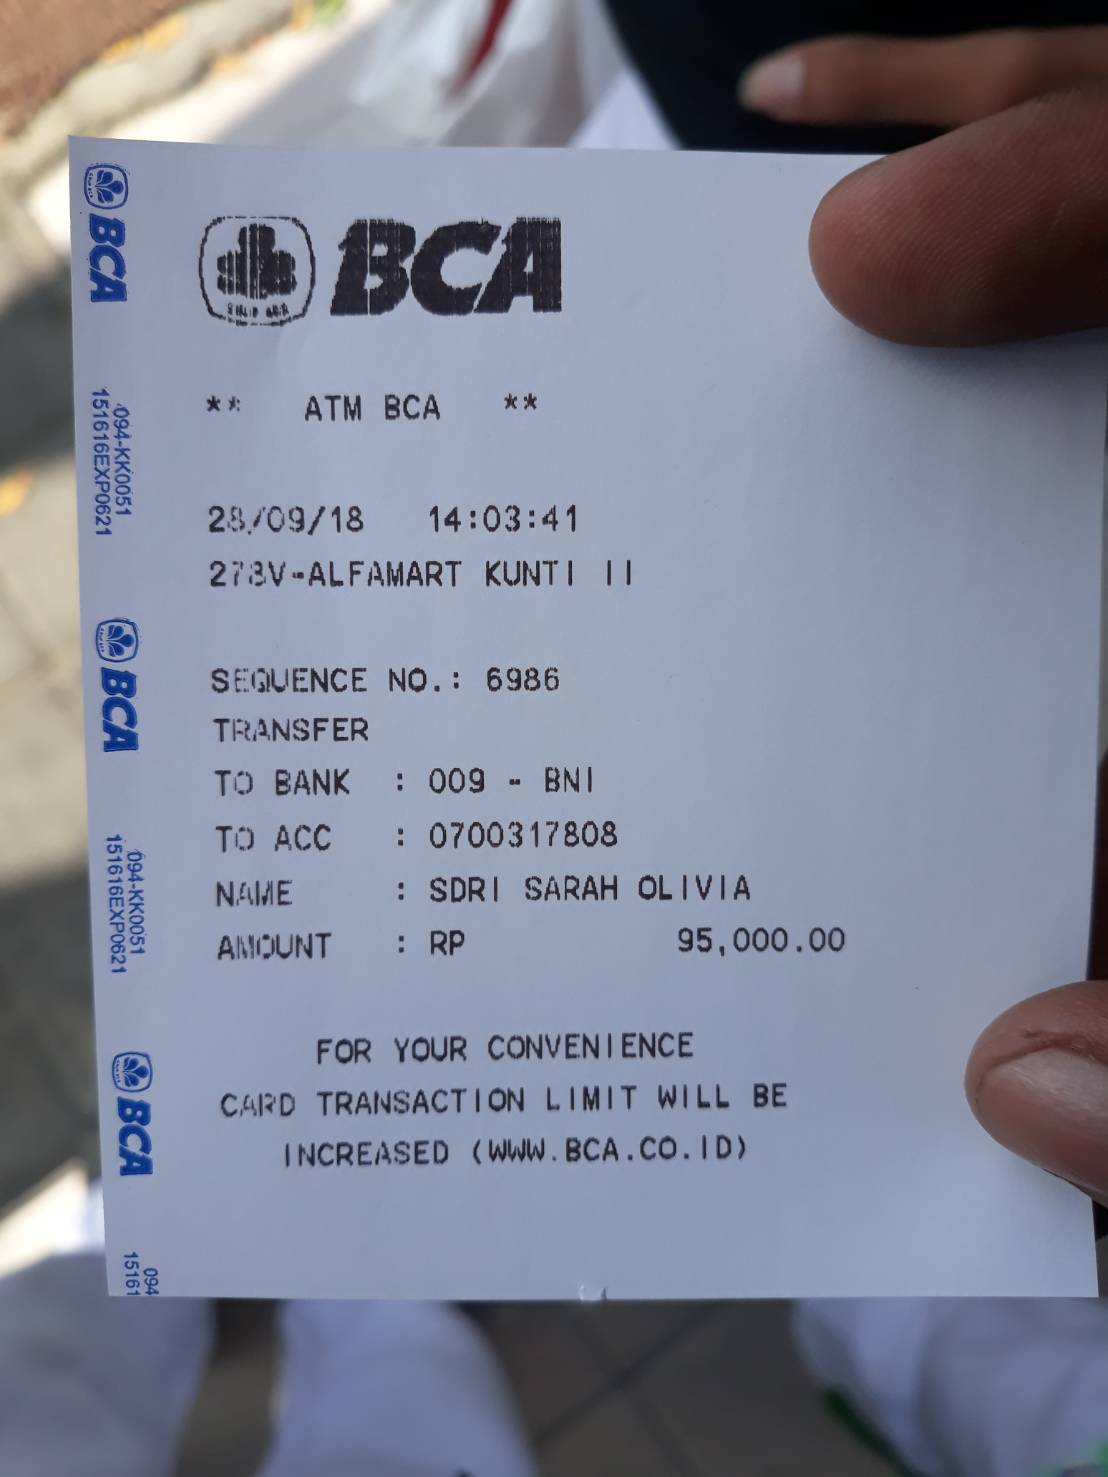 BCA
** ATM BCA **
28/09/18 14:03:41
278V-ALFAMART KUNTI II
SEQUENCE NO.: 6986
TRANSFER
TO BANK : 009 - BNI
TO ACC : 0700317808
NAME : SDRI SARAH OLIVIA
AMOUNT : RP 95,000.00
FOR YOUR CONVENIENCE
CARD TRANSACTION LIMIT WILL BE
INCREASED (WWW.BCA.CO.ID)
BCA
094-KK0051
151616EXP0621
BCA
094-KK0051
151616EXP0621
BCA
094
15161